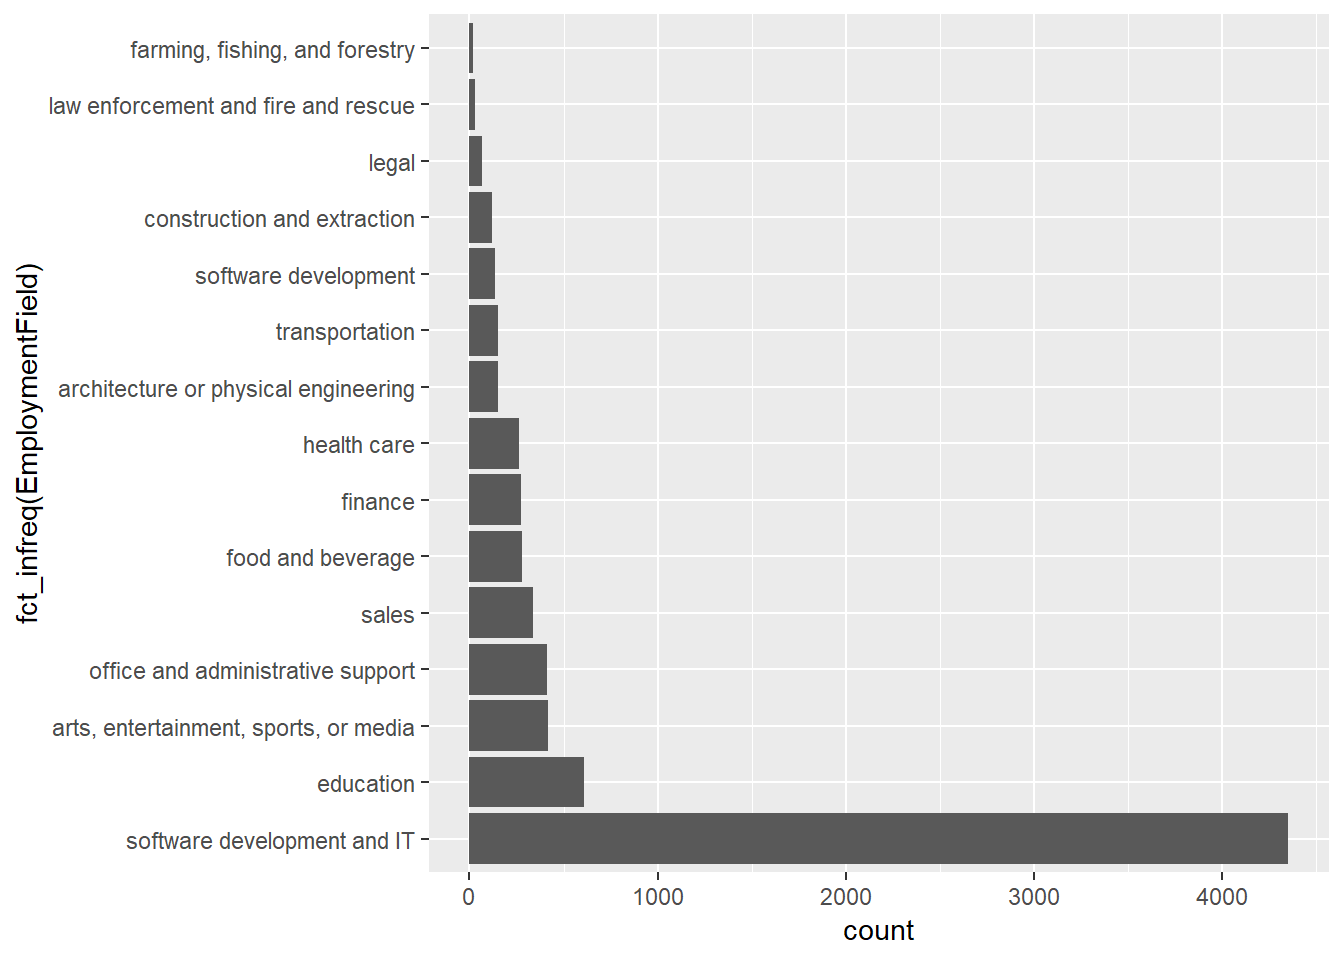 farming, fishing, and forestry
law enforcement and fire and rescue
legal
construction and extraction
software development
transportation
architecture or physical engineering
health care
finance
food and beverage
sales
office and administrative support
arts, entertainment, sports, or media
education
software development and IT
fct_infreq(EmploymentField)
0 1000 2000 3000 4000
count